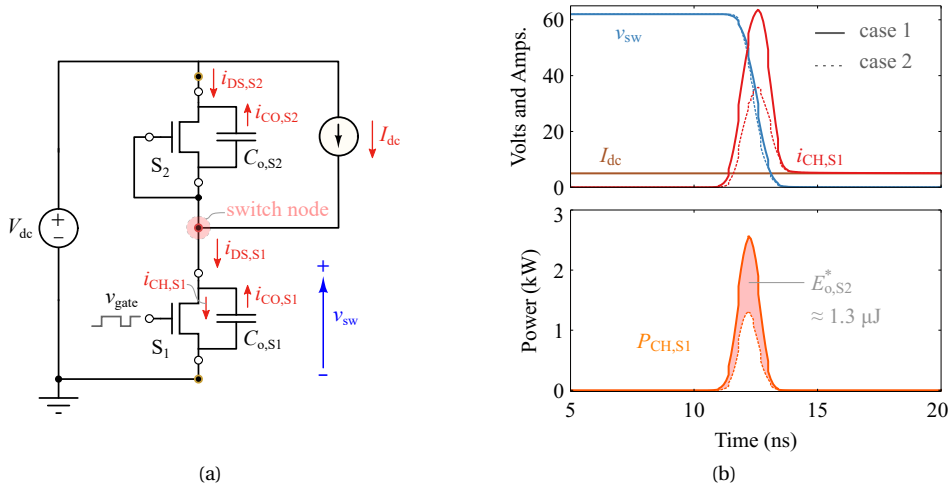 i_DS,S2
i_CO,S2
S_2
C_o,S2
I_dc
V_dc
+
−
switch node
i_DS,S1
i_CH,S1
i_CO,S1
v_gate
S_1
C_o,S1
+
v_sw
–
(a)
Volts and Amps.
60
40
20
0
v_sw
case 1
case 2
I_dc
i_CH,S1
Power (kW)
3
2
1
0
E*_o,S2
≈ 1.3 μJ
P_CH,S1
5 10 15 20
Time (ns)
(b)